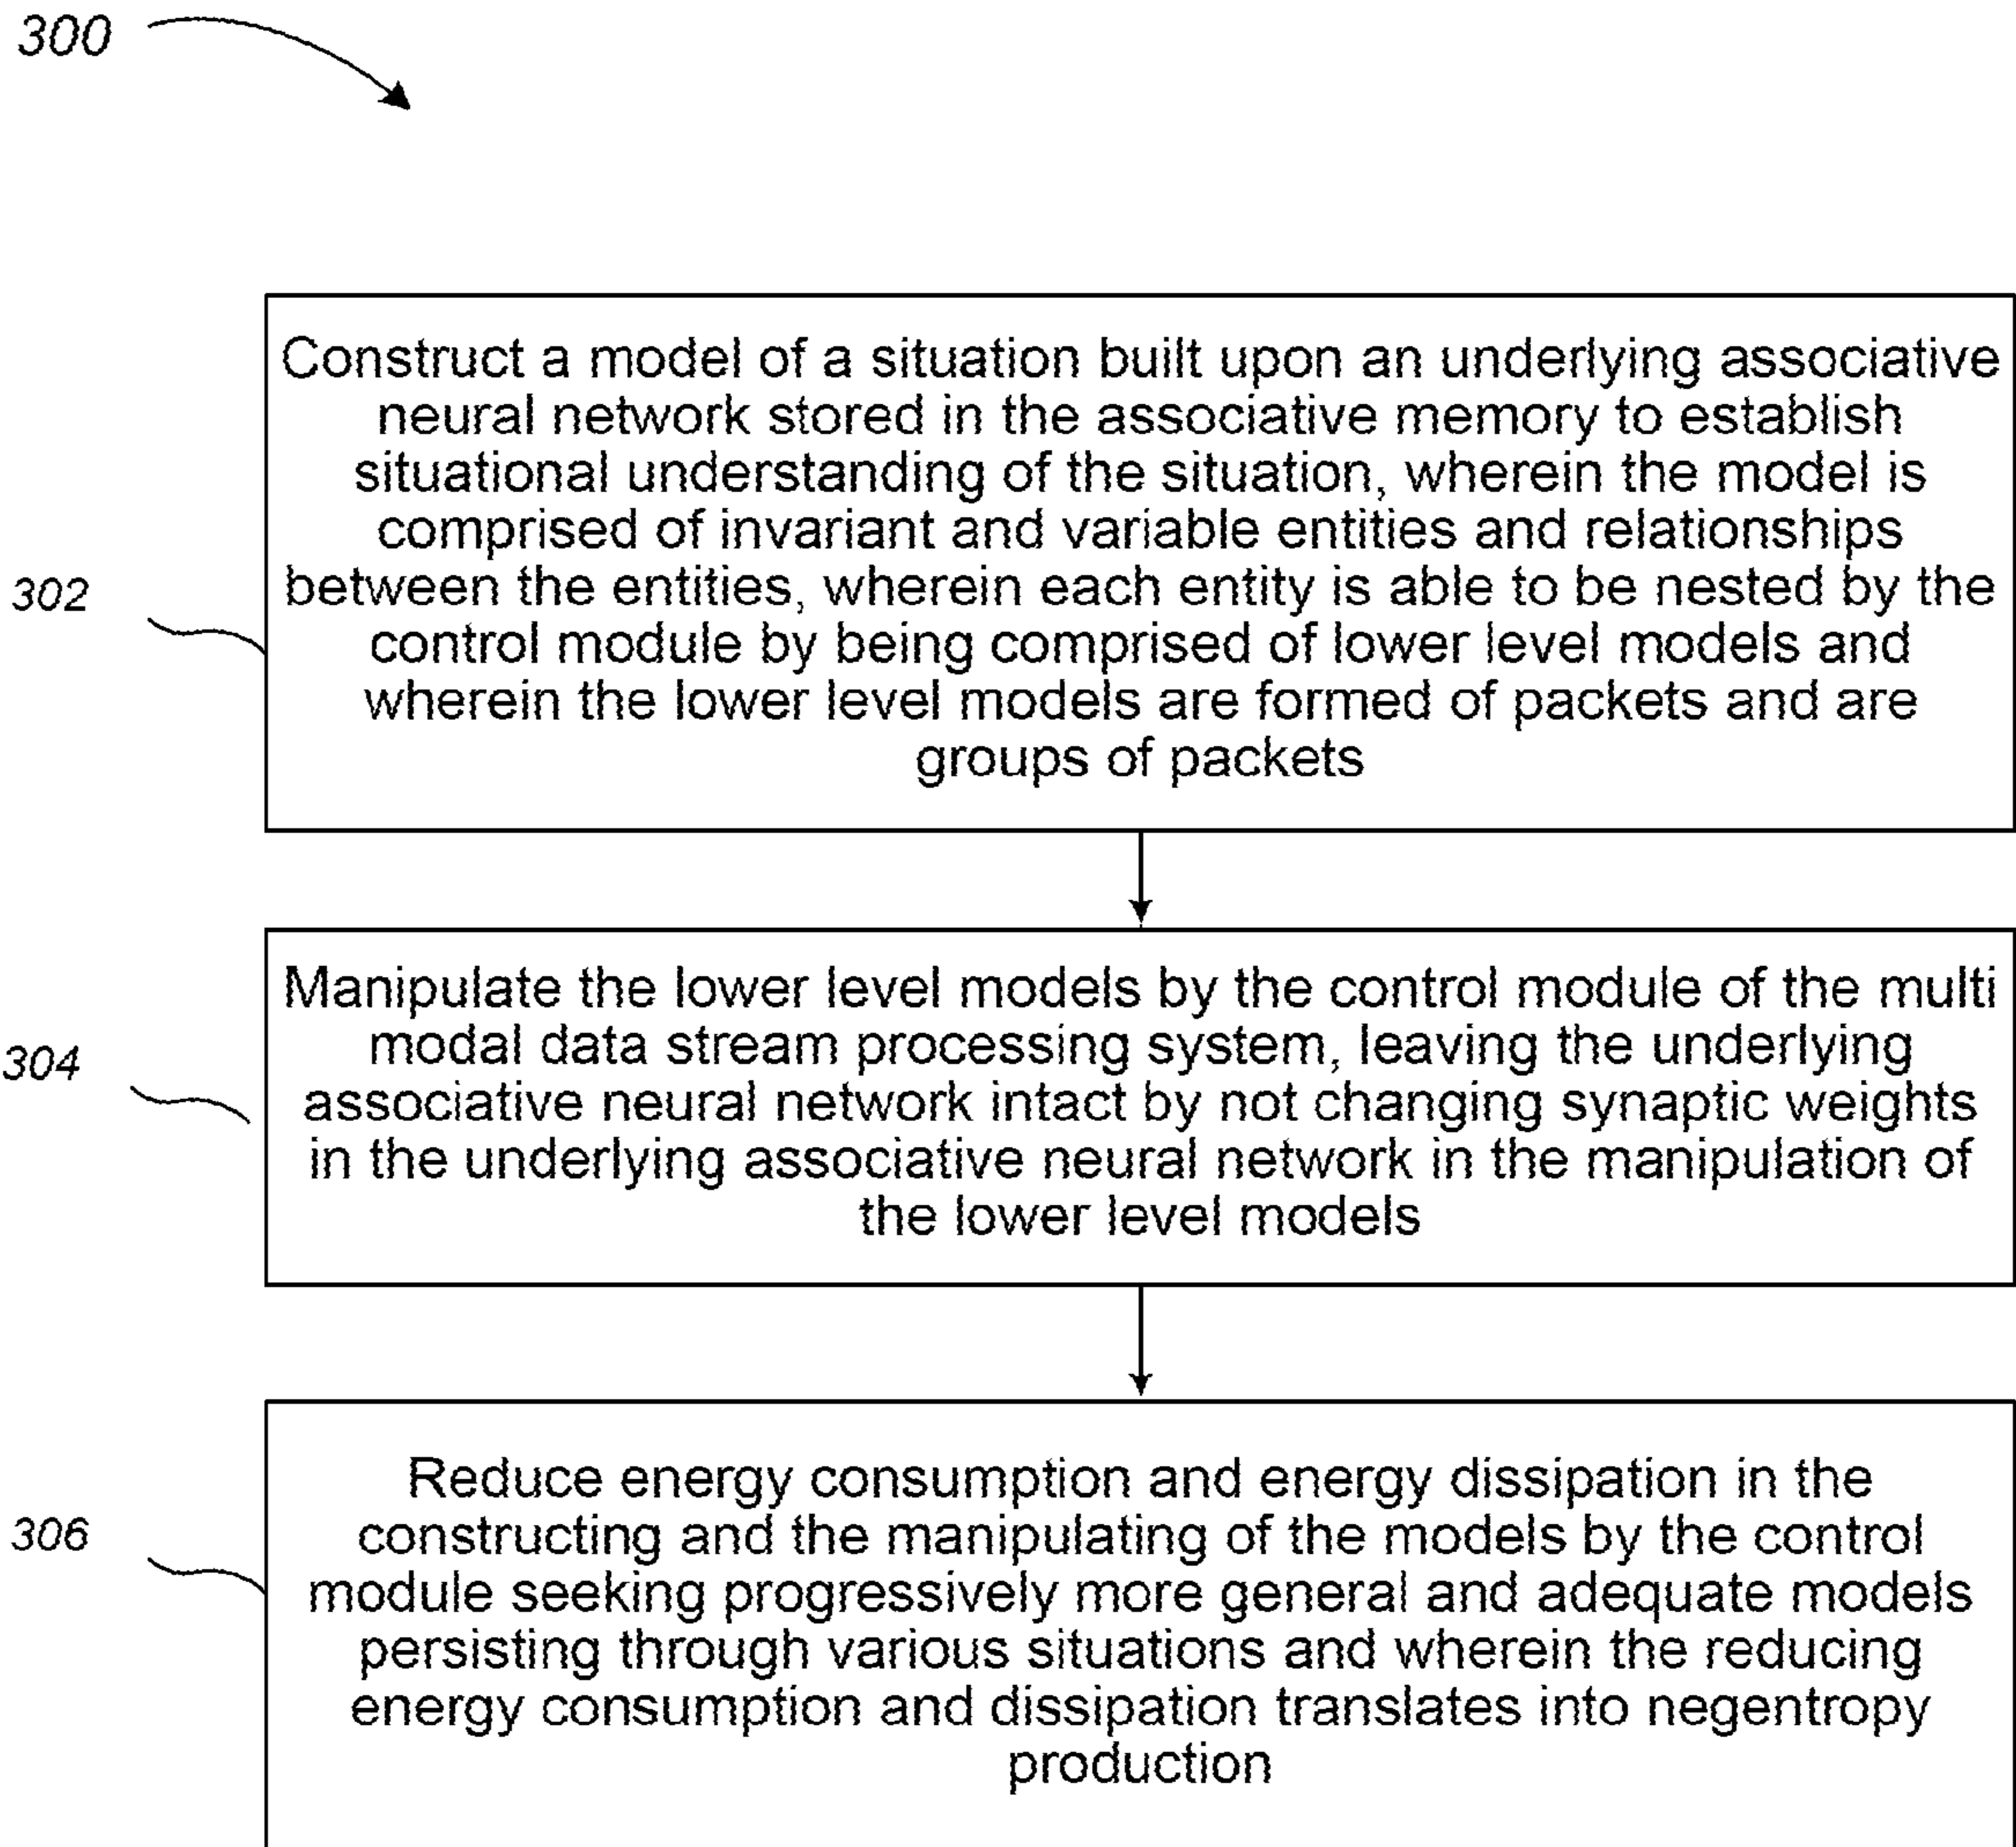 300
Construct a model of a situation built upon an underlying associative
neural network stored in the associative memory to establish
situational understanding of the situation, wherein the model is
comprised of invariant and variable entities and relationships
between the entities, wherein each entity is able to be nested by the
control module by being comprised of lower level models and
wherein the lower level models are formed of packets and are
groups of packets
302
Manipulate the lower level models by the control module of the multi
modal data stream processing system, leaving the underlying
associative neural network intact by not changing synaptic weights
in the underlying associative neural network in the manipulation of
the lower level models
304
Reduce energy consumption and energy dissipation in the
constructing and the manipulating of the models by the control
module seeking progressively more general and adequate models
persisting through various situations and wherein the reducing
energy consumption and dissipation translates into negentropy
production
306